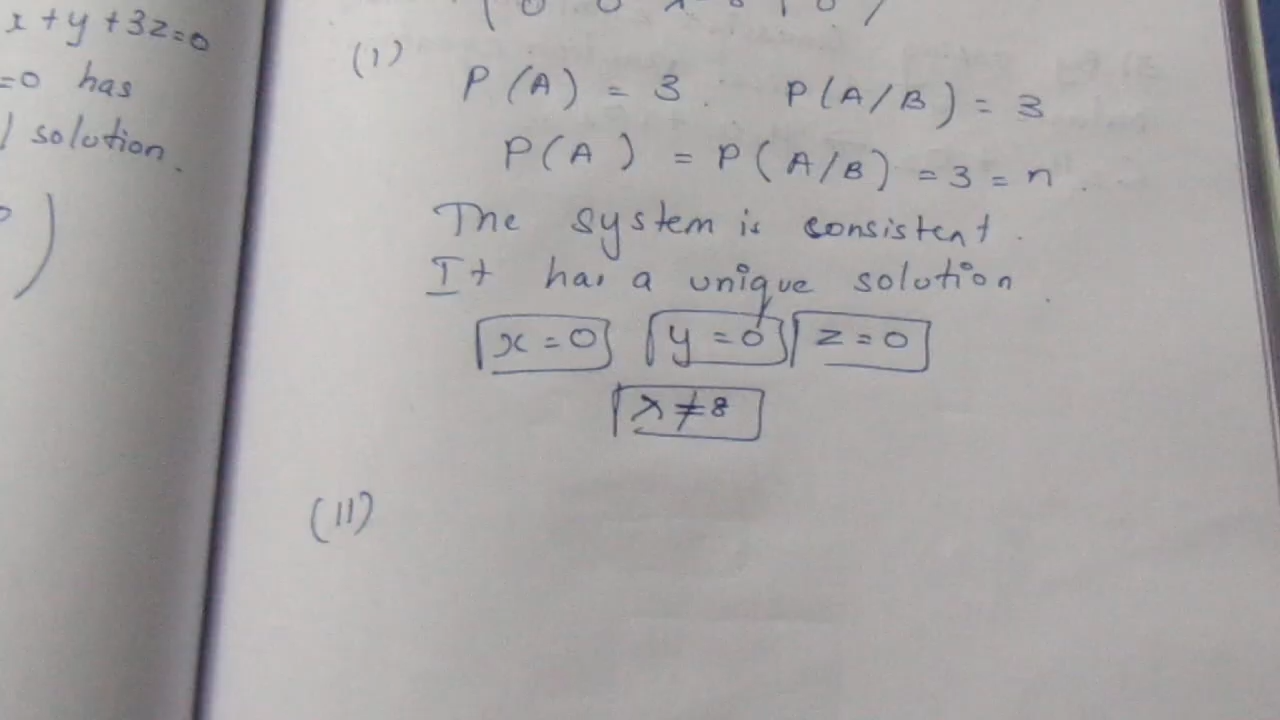 x + y + 3z = 0
= 0 has
solution.
)
(I)
P (A) = 3. P(A/B) = 3
P(A) = P(A/B) = 3 = n.
The system is consistent.
It has a unique solution.
x = 0 y = 0 z = 0
λ ≠ 8
(II)